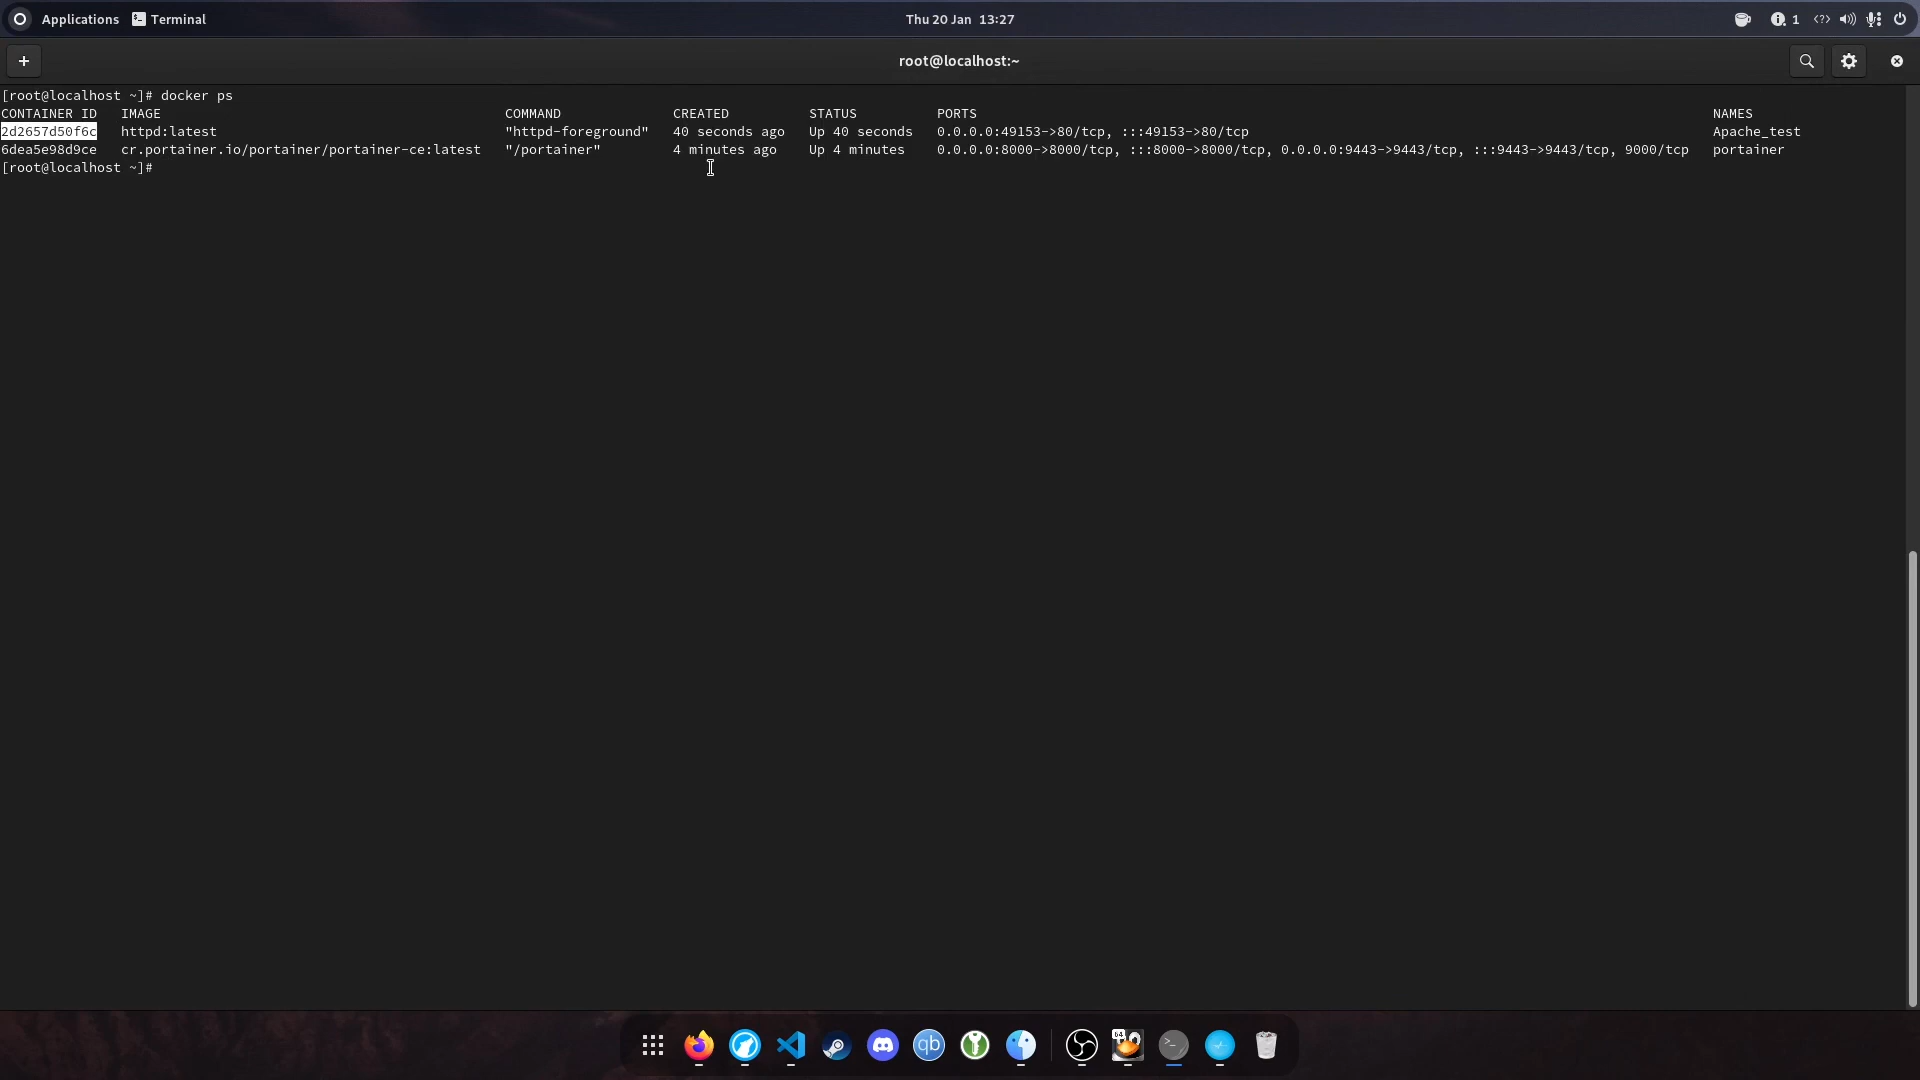 Applications Terminal Thu 20 Jan 13:27 1
root@localhost:~
[root@localhost ~]# docker ps
CONTAINER ID IMAGE COMMAND CREATED STATUS PORTS NAMES
2d2657d50f6c httpd:latest "httpd-foreground" 40 seconds ago Up 40 seconds 0.0.0.0:49153->80/tcp, :::49153->80/tcp Apache_test
6dea5e98d9ce cr.portainer.io/portainer/portainer-ce:latest "/portainer" 4 minutes ago Up 4 minutes 0.0.0.0:8000->8000/tcp, :::8000->8000/tcp, 0.0.0.0:9443->9443/tcp, :::9443->9443/tcp, 9000/tcp portainer
[root@localhost ~]#
qb
64